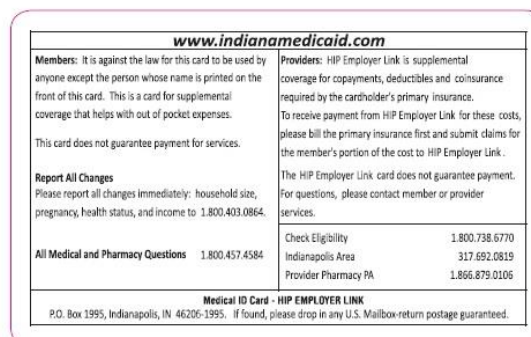 www.indianamedicaid.com
Members: It is against the law for this card to be used by
anyone except the person whose name is printed on the
front of this card. This is a card for supplemental
coverage that helps with out of pocket expenses.
This card does not guarantee payment for services.
Report All Changes
Please report all changes immediately: household size,
pregnancy, health status, and income to 1.800.403.0864.
All Medical and Pharmacy Questions 1.800.457.4584
Providers: HIP Employer Link is supplemental
coverage for copayments, deductibles and coinsurance
required by the cardholder's primary insurance.
To receive payment from HIP Employer Link for these costs,
please bill the primary insurance first and submit claims for
the member's portion of the cost to HIP Employer Link.
The HIP Employer Link card does not guarantee payment.
For questions, please contact member or provider
services.
Check Eligibility 1.800.738.6770
Indianapolis Area 317.692.0819
Provider Pharmacy PA 1.866.879.0106
Medical ID Card - HIP EMPLOYER LINK
P.O. Box 1995, Indianapolis, IN 46206-1995. If found, please drop in any U.S. Mailbox-return postage guaranteed.